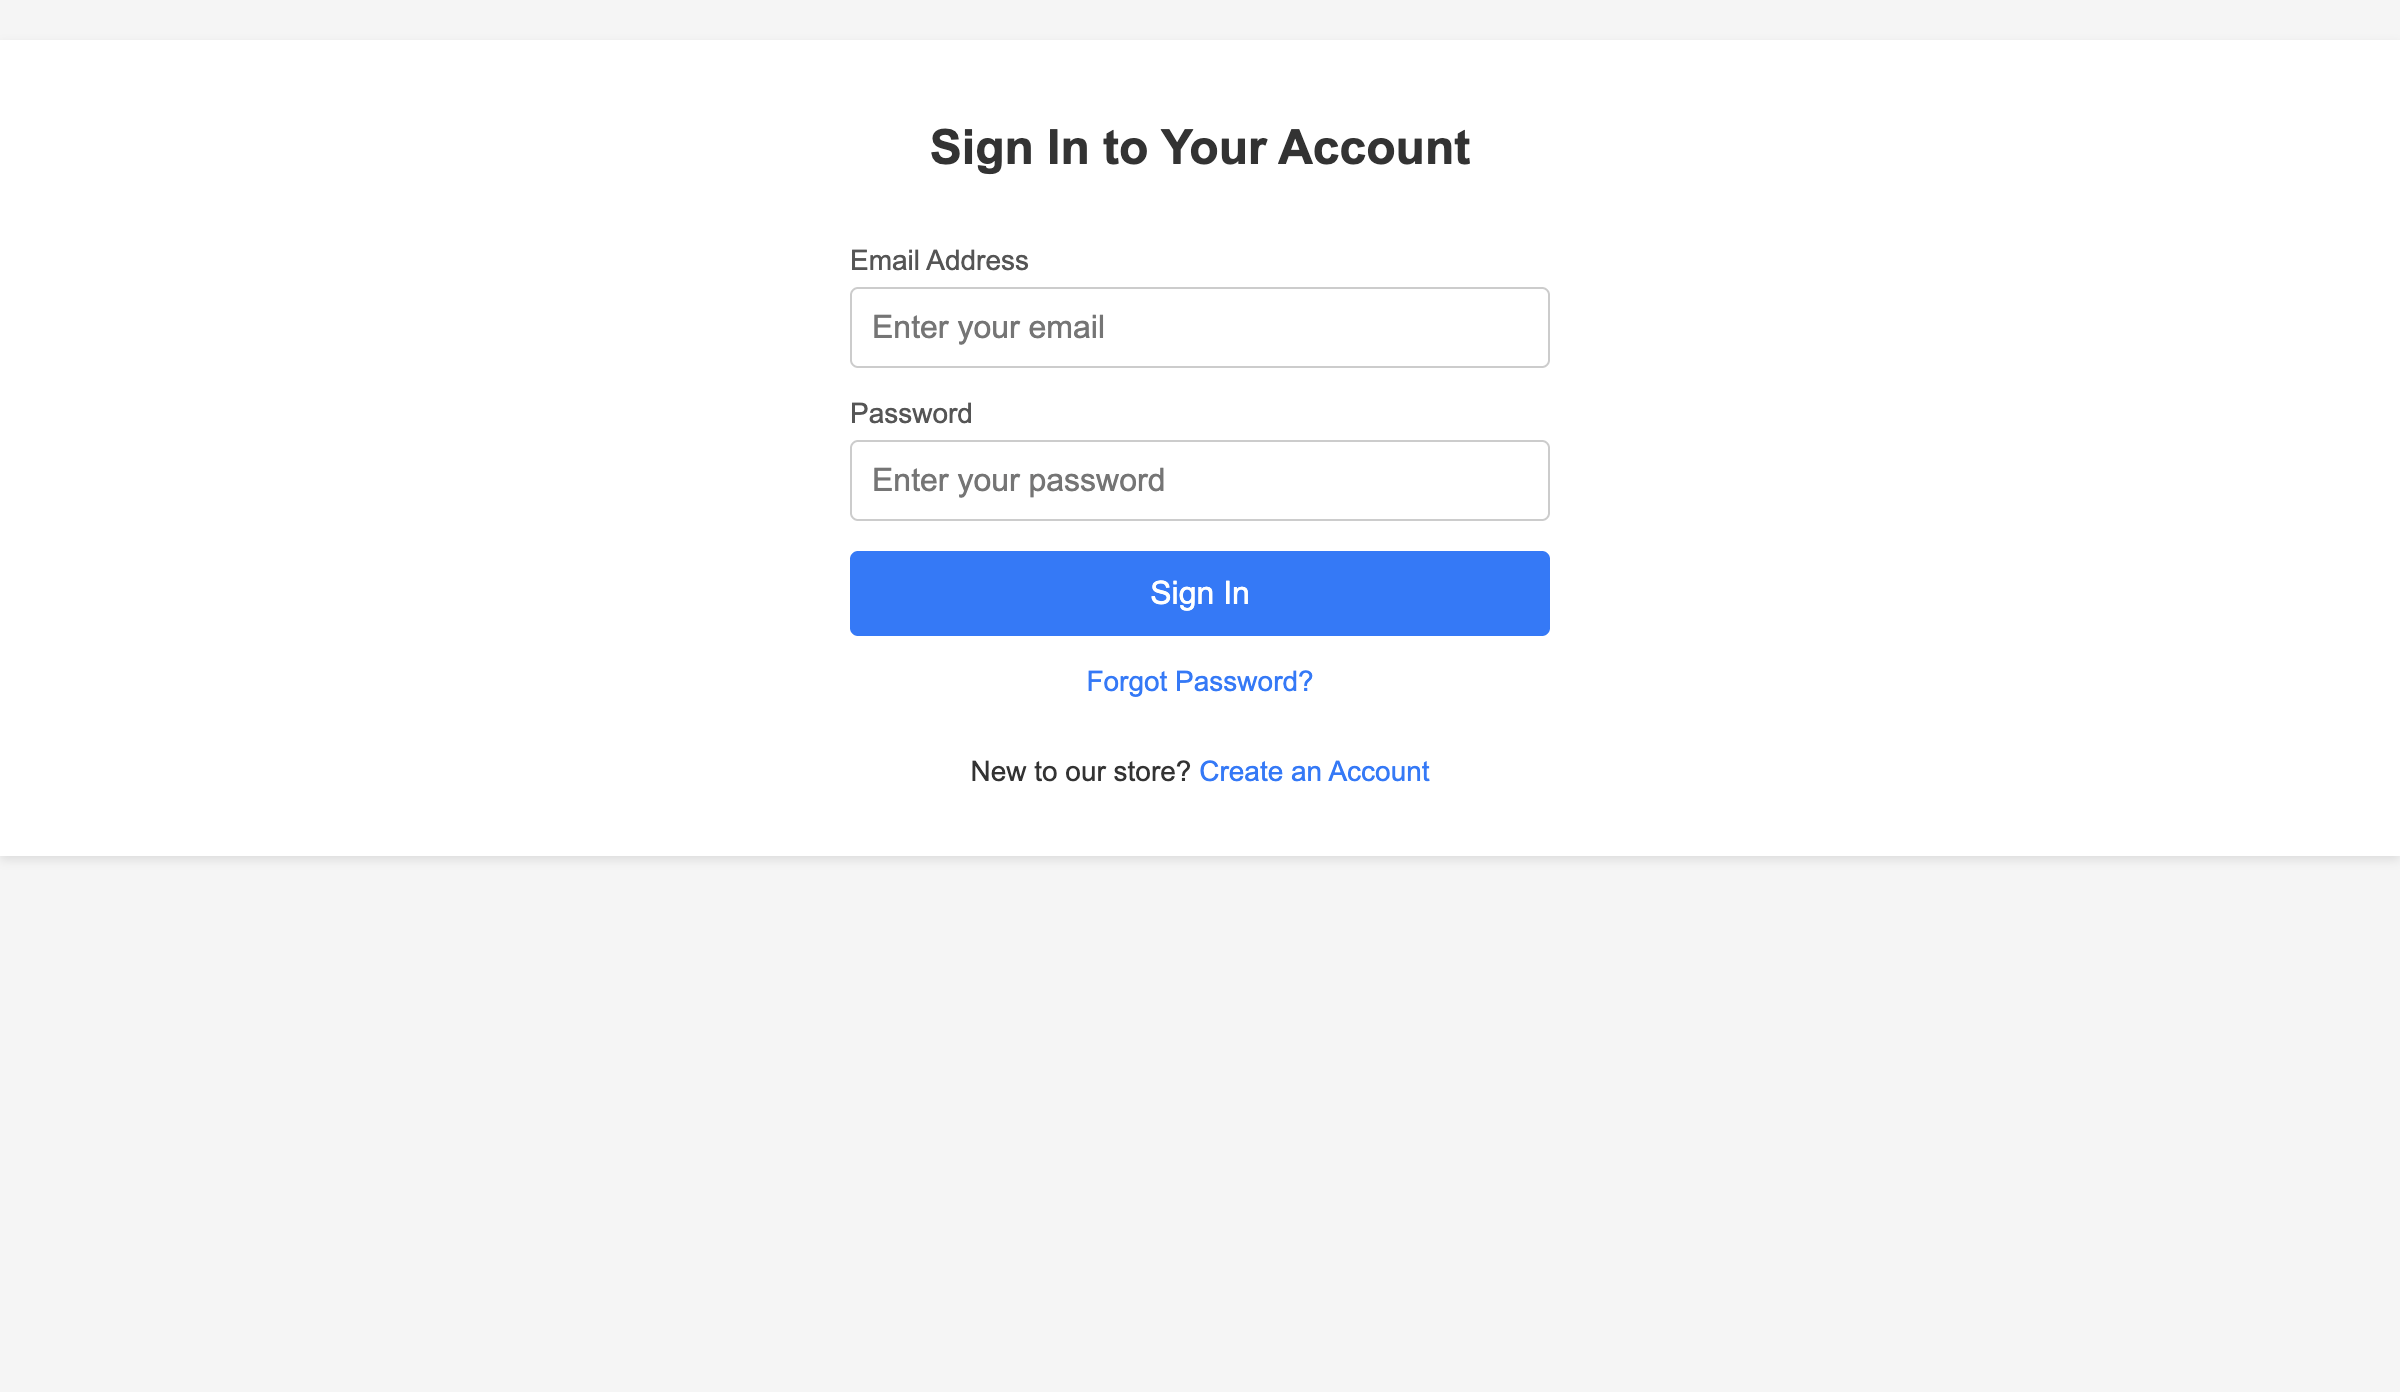 Sign In to Your Account
Email Address
Enter your email
Password
Enter your password
Sign In
Forgot Password?
New to our store? Create an Account